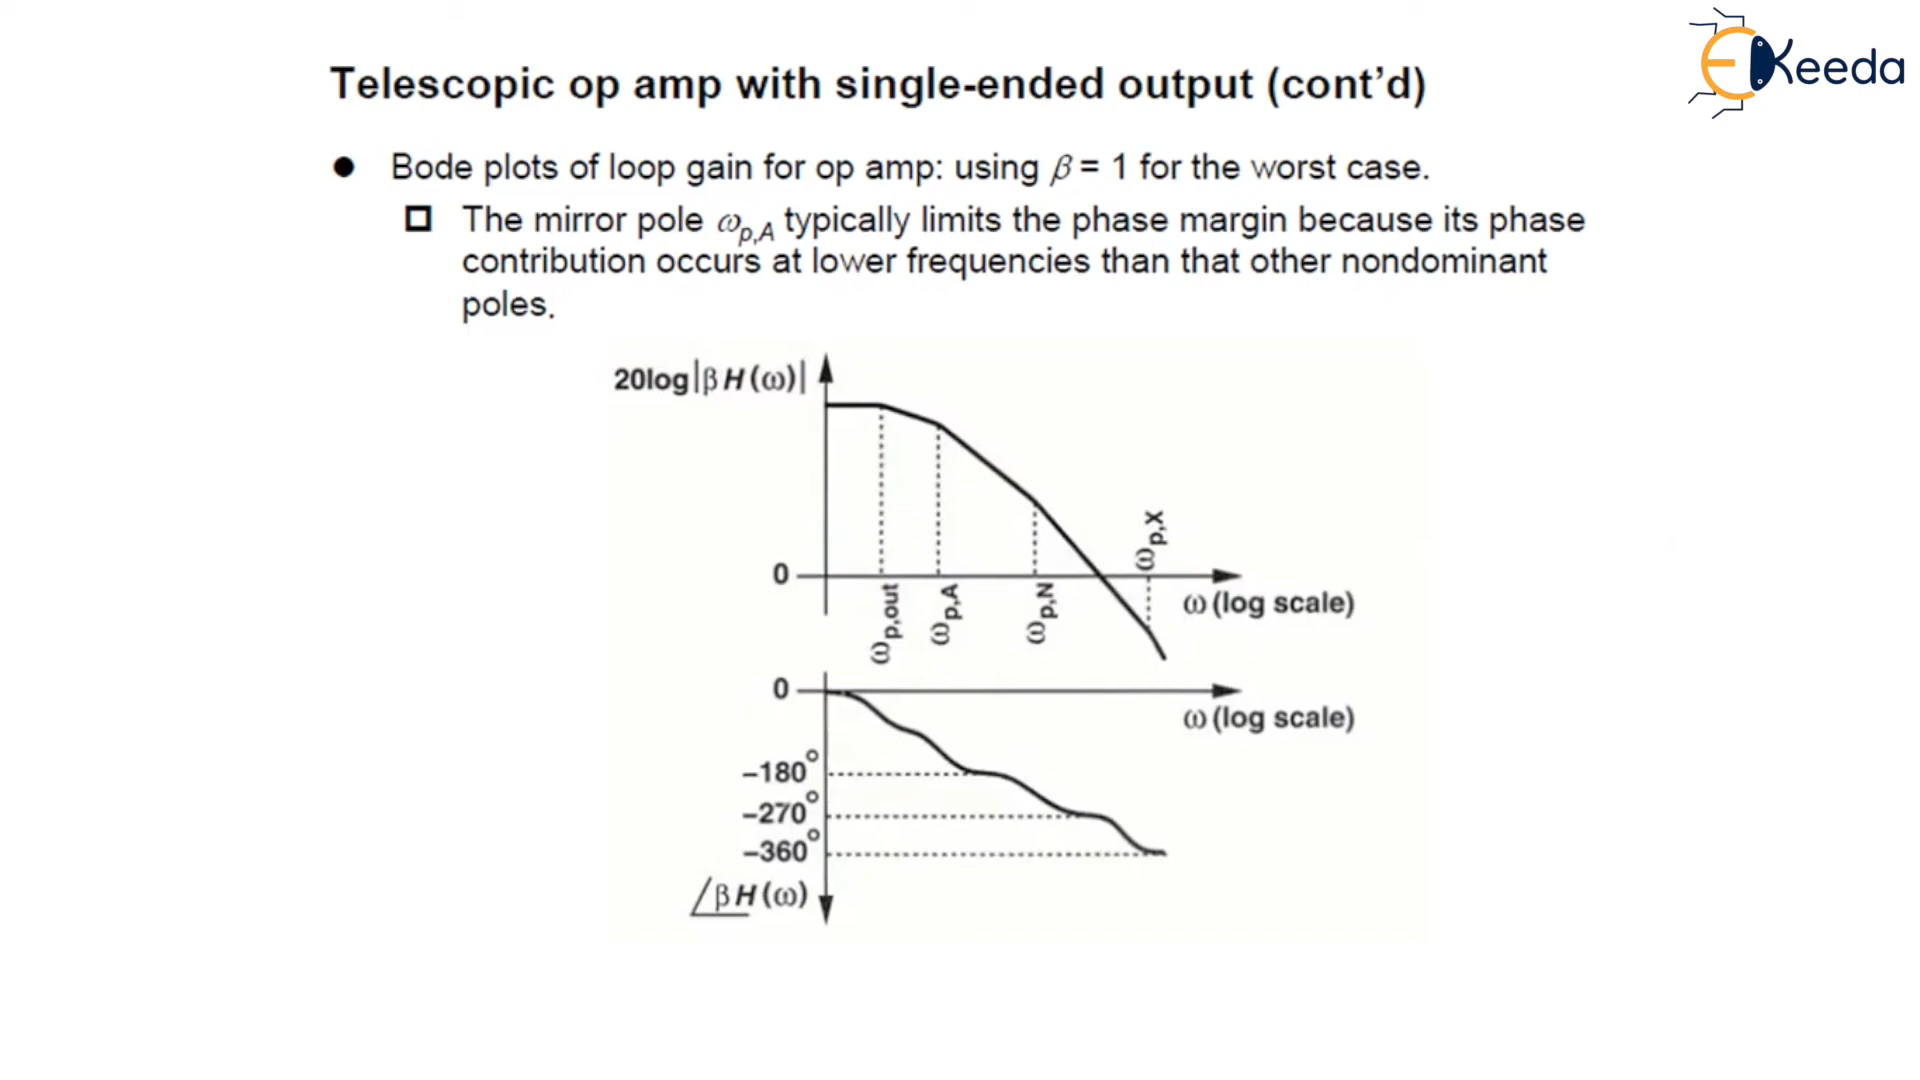 EKeeda
Telescopic op amp with single-ended output (cont'd)
● Bode plots of loop gain for op amp: using β = 1 for the worst case.
The mirror pole ωp,A typically limits the phase margin because its phase
contribution occurs at lower frequencies than that other nondominant
poles.
20log|β H(ω)|
0
ωp,out
ωp,A
ωp,N
ωp,X
ω (log scale)
0
ω (log scale)
−180°
−270°
−360°
∠β H(ω)